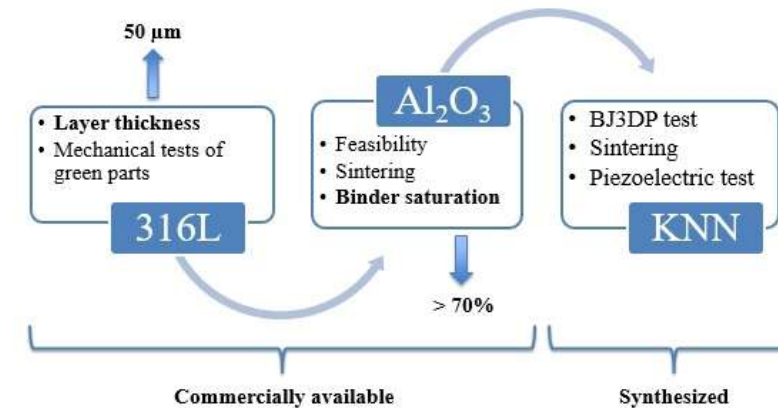 50 µm
• Layer thickness
• Mechanical tests of
green parts
316L
Al₂O₃
• Feasibility
• Sintering
• Binder saturation
> 70%
• BJ3DP test
• Sintering
• Piezoelectric test
KNN
Commercially available
Synthesized